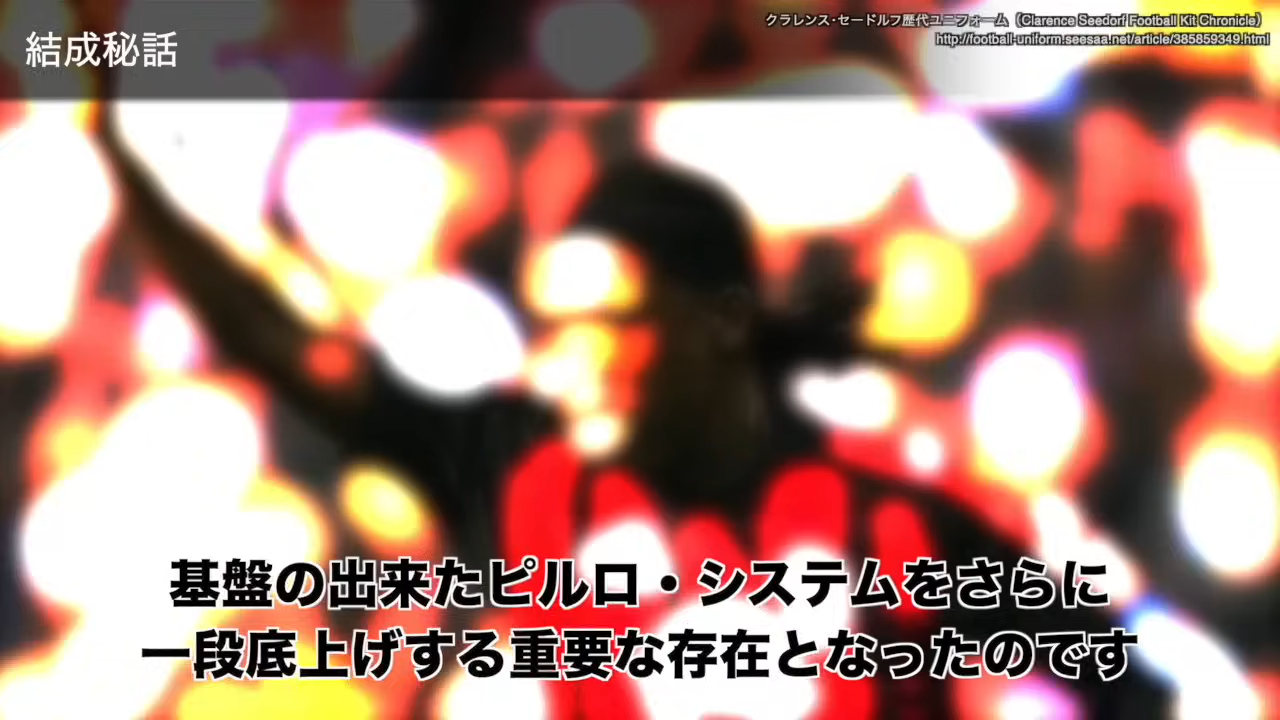 結成秘話
クラレンス･セードルフ歴代ユニフォーム（Clarence Seedorf Football Kit Chronicle）
http://football-uniform.seesaa.net/article/385859349.html
基盤の出来たピルロ・システムをさらに
一段底上げする重要な存在となったのです